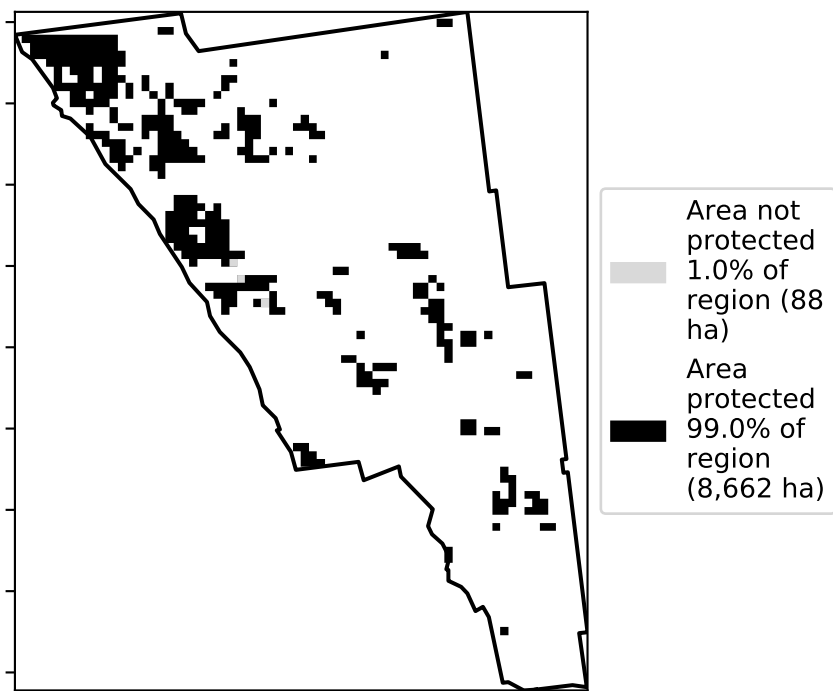 Area not
protected
1.0% of
region (88
ha)
Area
protected
99.0% of
region
(8,662 ha)